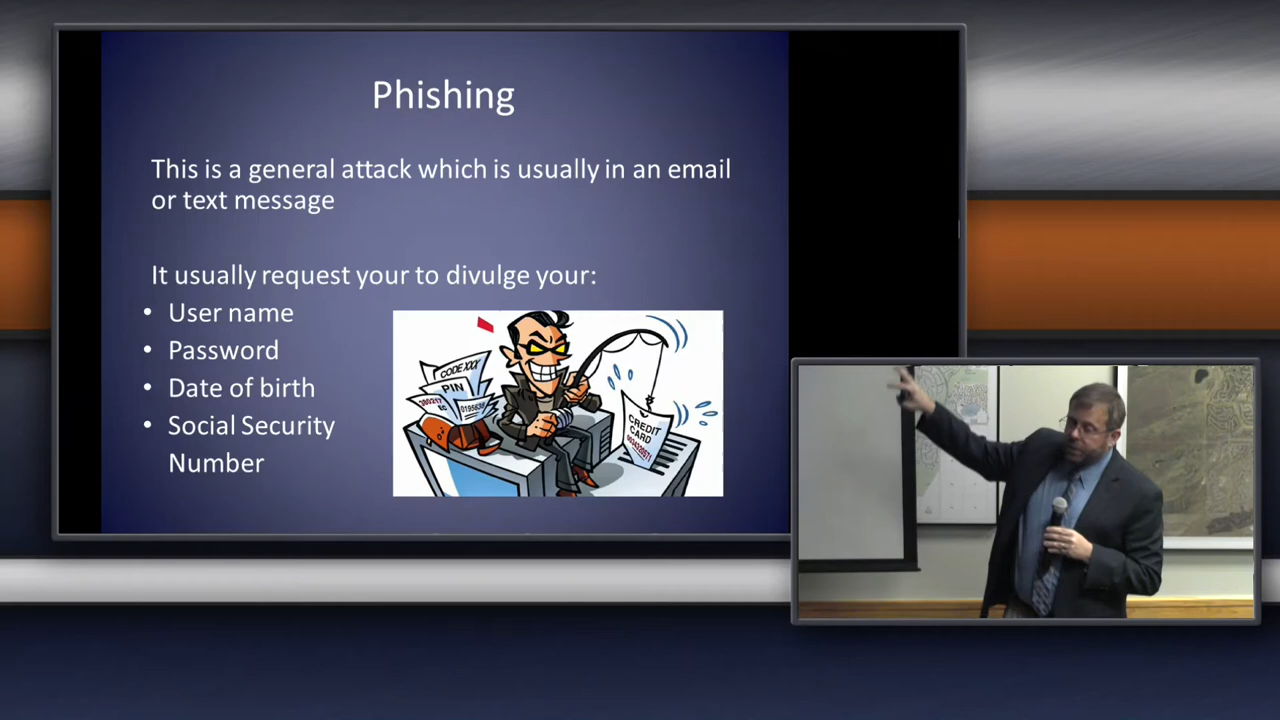 Phishing
This is a general attack which is usually in an email
or text message
It usually request your to divulge your:
• User name
• Password
• Date of birth
• Social Security
Number
CODE XXX
PIN
EC
CREDIT
CARD